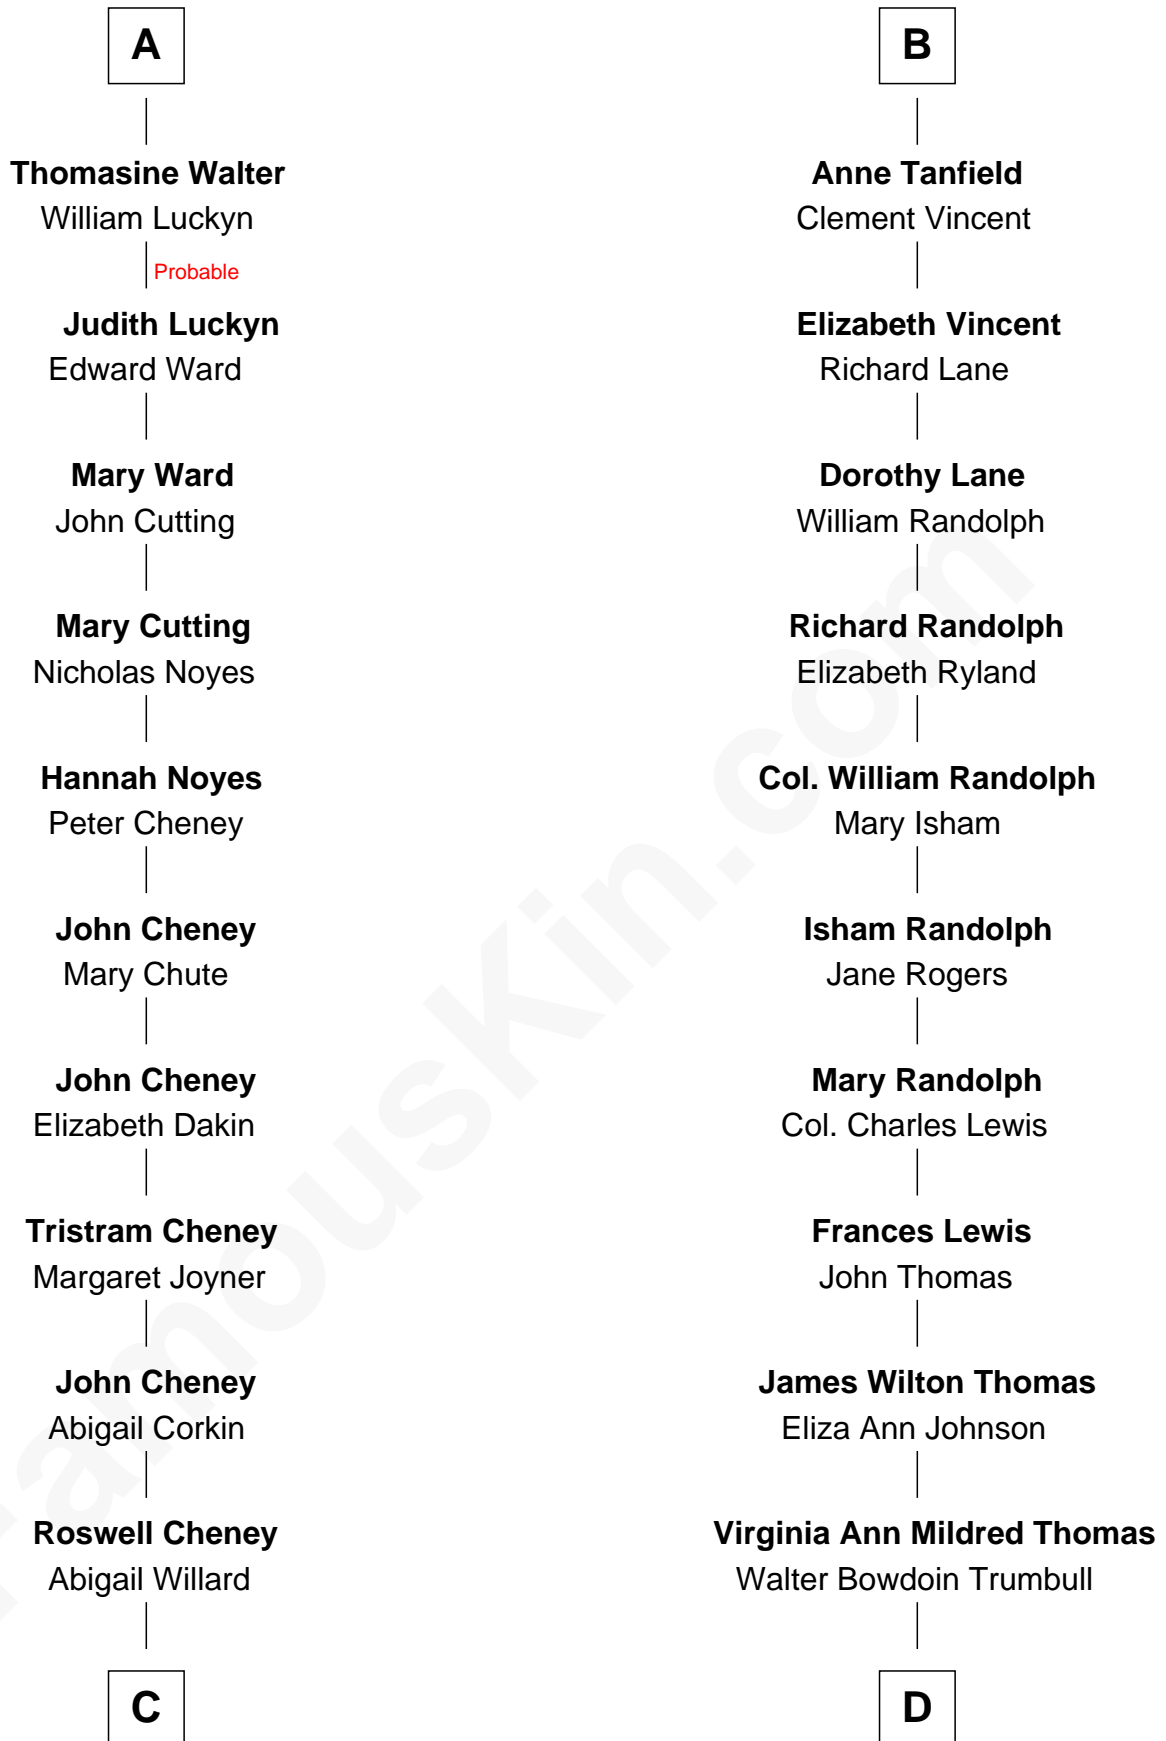 A
Thomasine Walter
William Luckyn
Probable
Judith Luckyn
Edward Ward
Mary Ward
John Cutting
Mary Cutting
Nicholas Noyes
Hannah Noyes
Peter Cheney
John Cheney
Mary Chute
John Cheney
Elizabeth Dakin
Tristram Cheney
Margaret Joyner
John Cheney
Abigail Corkin
Roswell Cheney
Abigail Willard
C
B
Anne Tanfield
Clement Vincent
Elizabeth Vincent
Richard Lane
Dorothy Lane
William Randolph
Richard Randolph
Elizabeth Ryland
Col. William Randolph
Mary Isham
Isham Randolph
Jane Rogers
Mary Randolph
Col. Charles Lewis
Frances Lewis
John Thomas
James Wilton Thomas
Eliza Ann Johnson
Virginia Ann Mildred Thomas
Walter Bowdoin Trumbull
D
FamousKin.com